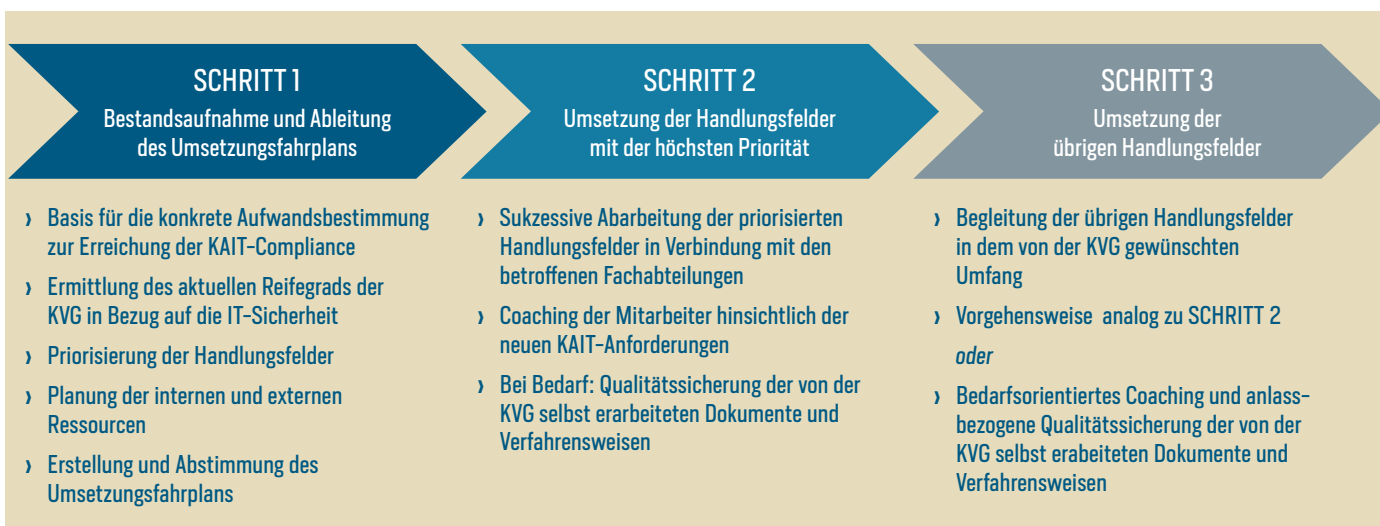 SCHRITT 1
Bestandsaufnahme und Ableitung
des Umsetzungsfahrplans
› Basis für die konkrete Aufwandsbestimmung
zur Erreichung der KAIT-Compliance
› Ermittlung des aktuellen Reifegrads der
KVG in Bezug auf die IT-Sicherheit
› Priorisierung der Handlungsfelder
› Planung der internen und externen
Ressourcen
› Erstellung und Abstimmung des
Umsetzungsfahrplans
SCHRITT 2
Umsetzung der Handlungsfelder
mit der höchsten Priorität
› Sukzessive Abarbeitung der priorisierten
Handlungsfelder in Verbindung mit den
betroffenen Fachabteilungen
› Coaching der Mitarbeiter hinsichtlich der
neuen KAIT-Anforderungen
› Bei Bedarf: Qualitätssicherung der von der
KVG selbst erarbeiteten Dokumente und
Verfahrensweisen
SCHRITT 3
Umsetzung der
übrigen Handlungsfelder
› Begleitung der übrigen Handlungsfelder
in dem von der KVG gewünschten
Umfang
› Vorgehensweise analog zu SCHRITT 2
oder
› Bedarfsorientiertes Coaching und anlass-
bezogene Qualitätssicherung der von der
KVG selbst erabeiteten Dokumente und
Verfahrensweisen